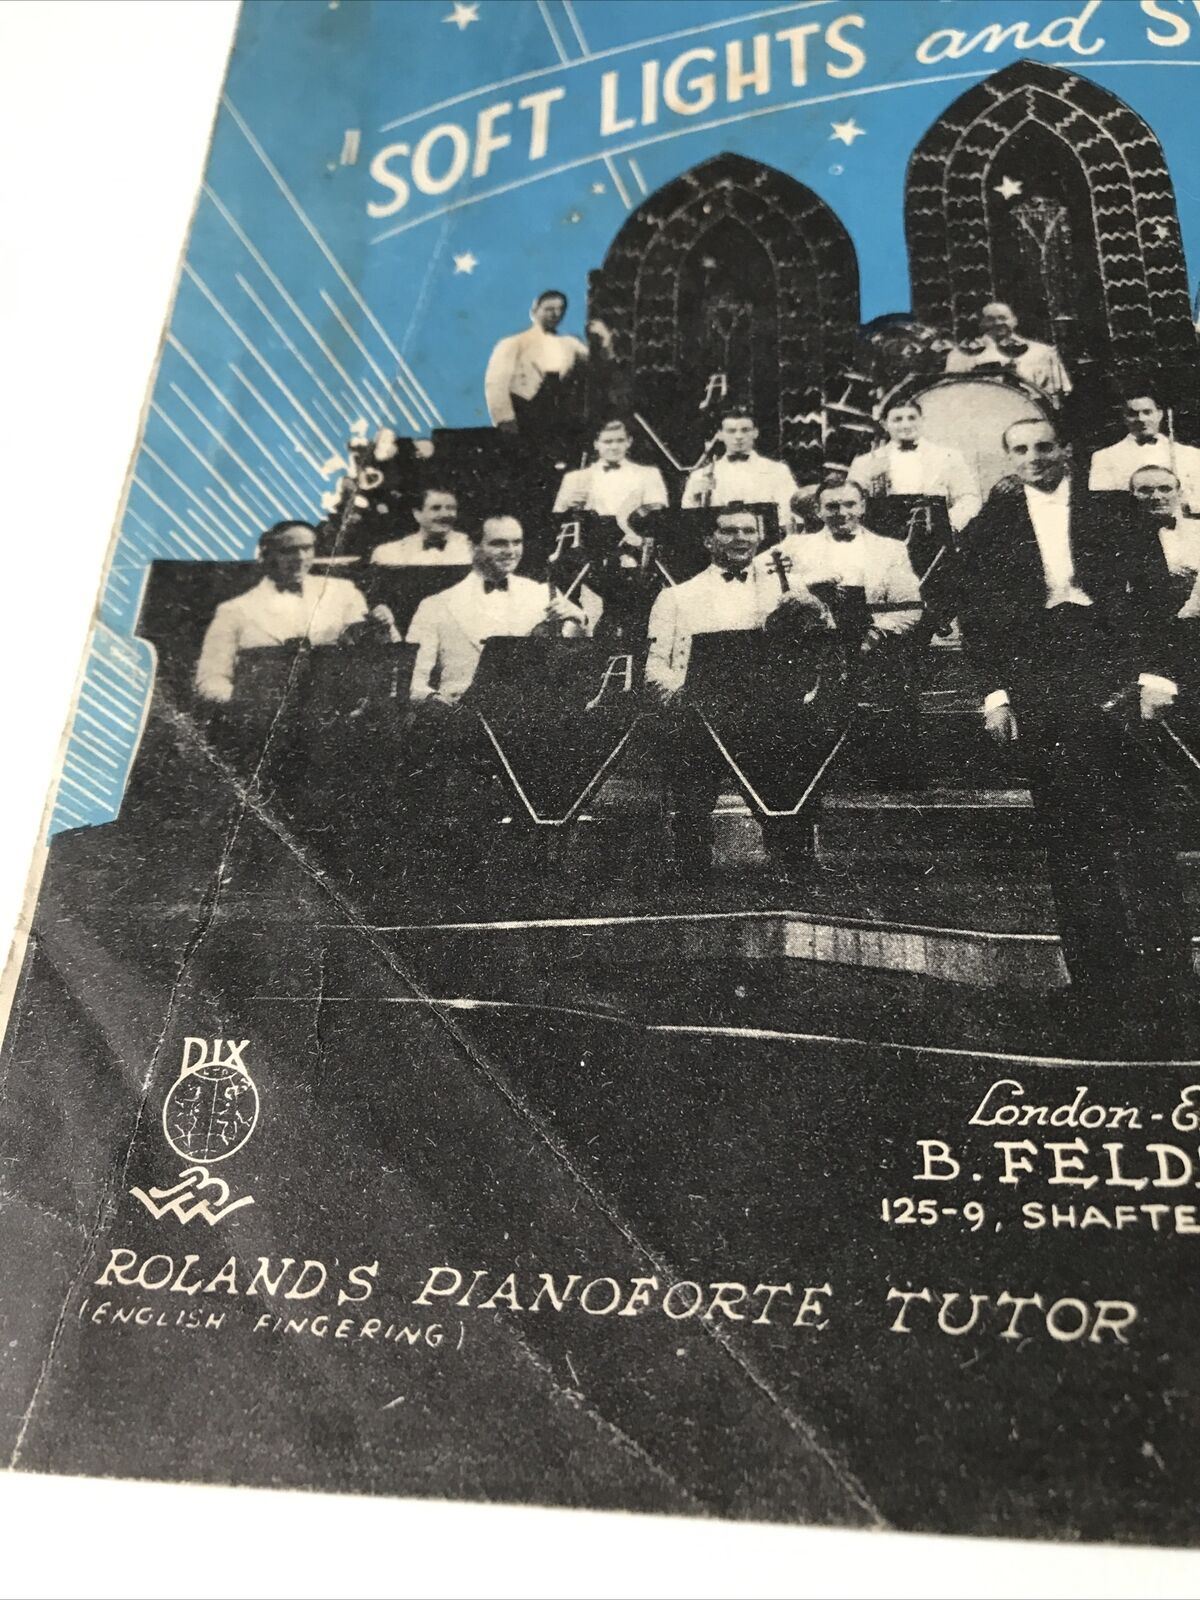 "SOFT LIGHTS and S
A
A
A
A
DIX
London - E
B. FELD
125-9, SHAFTE
ROLAND'S PIANOFORTE TUTOR
(ENGLISH FINGERING)